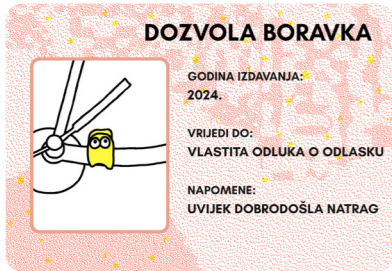 DOZVOLA BORAVKA
GODINA IZDAVANJA:
2024.
VRIJEDI DO:
VLASTITA ODLUKA O ODLASKU
NAPOMENE:
UVIJEK DOBRODOŠLA NATRAG